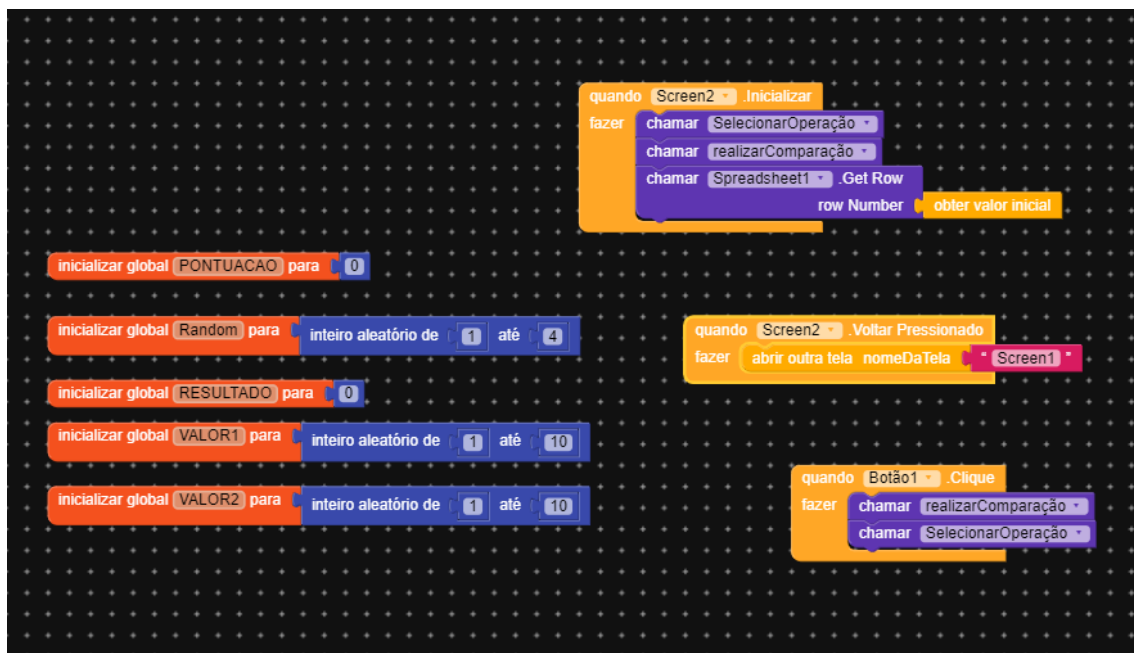 quando Screen2 .Inicializar
fazer chamar SelecionarOperação
chamar realizarComparação
chamar Spreadsheet1 .Get Row
row Number obter valor inicial
inicializar global PONTUACAO para 0
inicializar global Random para inteiro aleatório de 1 até 4
inicializar global RESULTADO para 0
inicializar global VALOR1 para inteiro aleatório de 1 até 10
inicializar global VALOR2 para inteiro aleatório de 1 até 10
quando Screen2 .Voltar Pressionado
fazer abrir outra tela nomeDaTela " Screen1 "
quando Botão1 .Clique
fazer chamar realizarComparação
chamar SelecionarOperação